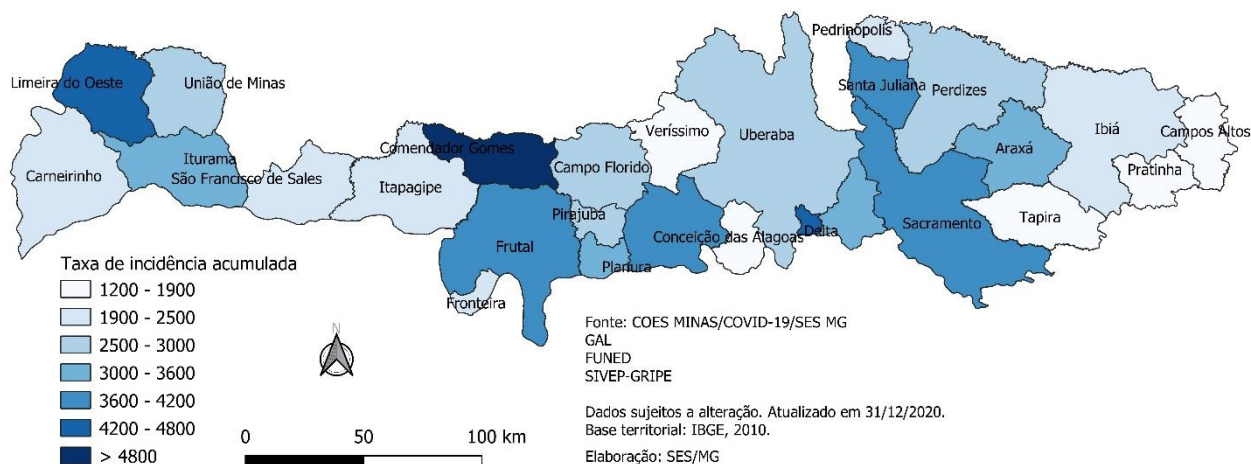 Pedrinópolis
Limeira do Oeste
União de Minas
Santa Juliana
Perdizes
Veríssimo
Uberaba
Ibiá
Campos Altos
Comendador Gomes
Araxá
Iturama
Campo Florido
Pratinha
Carneirinho
São Francisco de Sales
Itapagipe
Pirajuba
Tapira
Sacramento
Conceição das Alagoas
Delta
Frutal
Planura
Fronteira
Taxa de incidência acumulada
1200 - 1900
1900 - 2500
2500 - 3000
3000 - 3600
3600 - 4200
4200 - 4800
> 4800
N
0 50 100 km
Fonte: COES MINAS/COVID-19/SES MG
GAL
FUNED
SIVEP-GRIPE
Dados sujeitos a alteração. Atualizado em 31/12/2020.
Base territorial: IBGE, 2010.
Elaboração: SES/MG